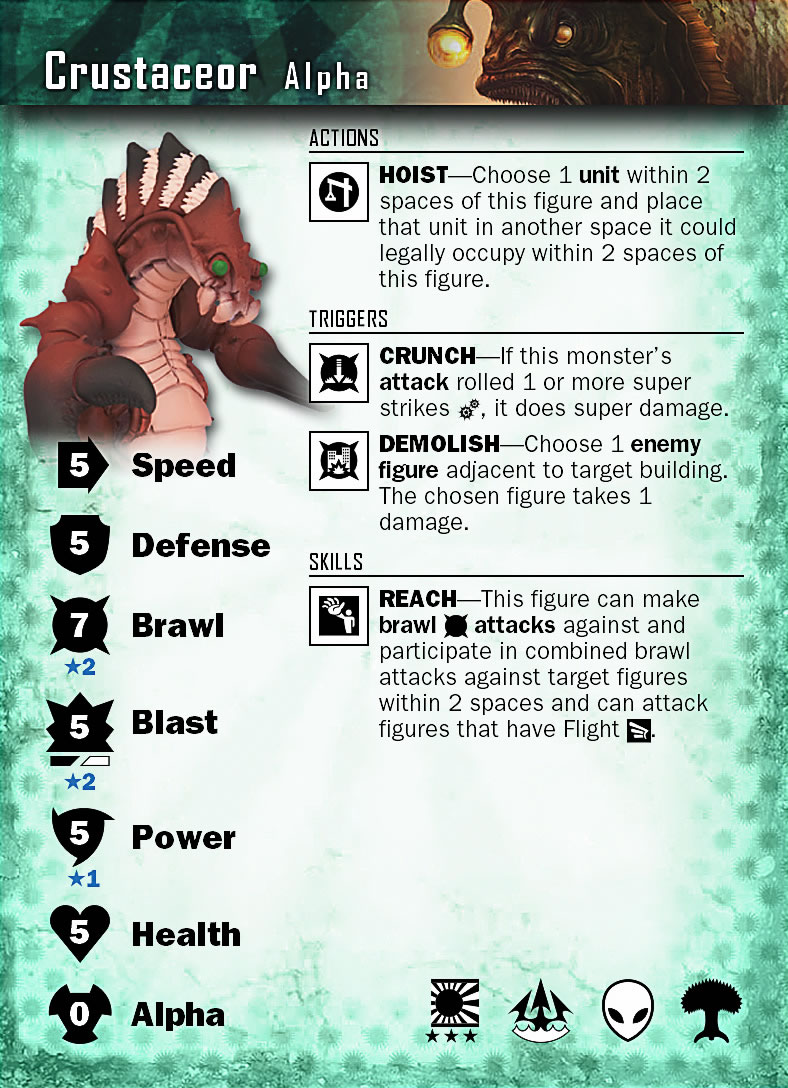 Crustaceor Alpha
ACTIONS
HOIST—Choose 1 unit within 2
spaces of this figure and place
that unit in another space it could
legally occupy within 2 spaces of
this figure.
TRIGGERS
CRUNCH—If this monster's
attack rolled 1 or more super
strikes , it does super damage.
DEMOLISH—Choose 1 enemy
figure adjacent to target building.
The chosen figure takes 1
damage.
SKILLS
REACH—This figure can make
brawl attacks against and
participate in combined brawl
attacks against target figures
within 2 spaces and can attack
figures that have Flight .
5 Speed
5 Defense
7 Brawl
★2
5 Blast
★2
5 Power
★1
5 Health
0 Alpha
★★★